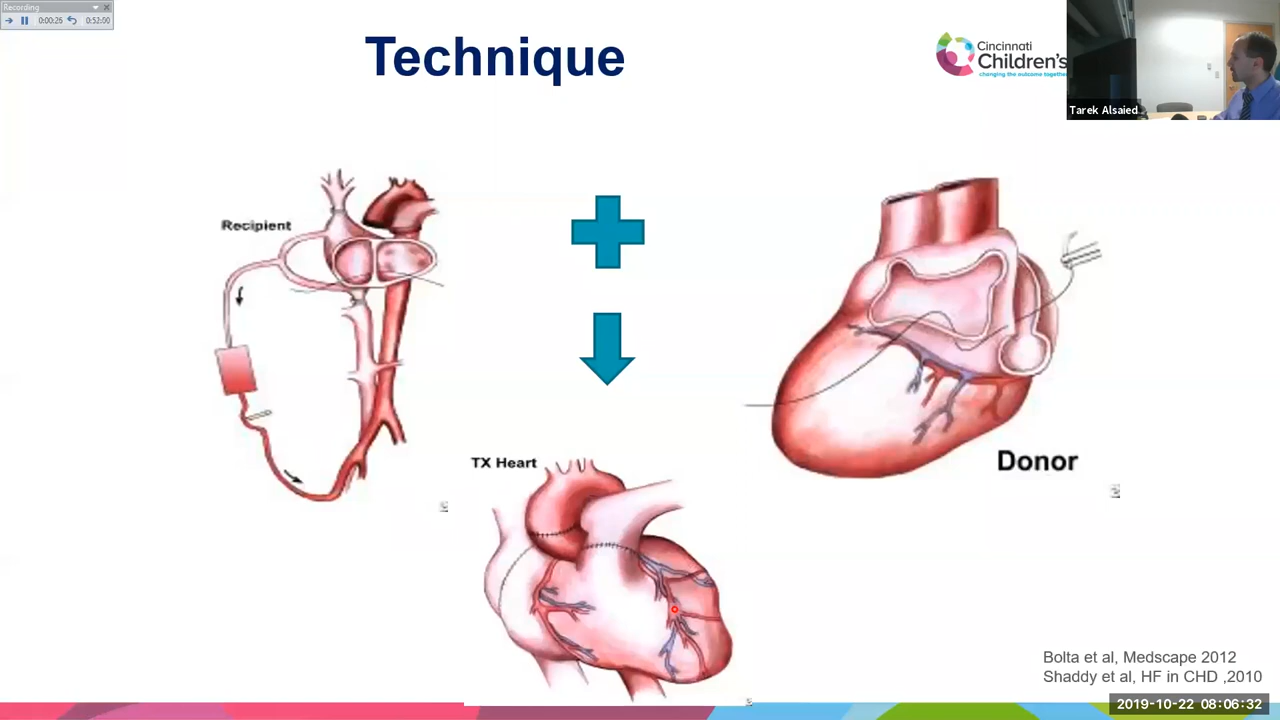 Recording
0:00:26
0:52:00
Technique
Cincinnati
Children's
changing the outcome together
Tarek Alsaied
Recipient
Donor
TX Heart
Bolta et al, Medscape 2012
Shaddy et al, HF in CHD ,2010
2019-10-22 08:06:32